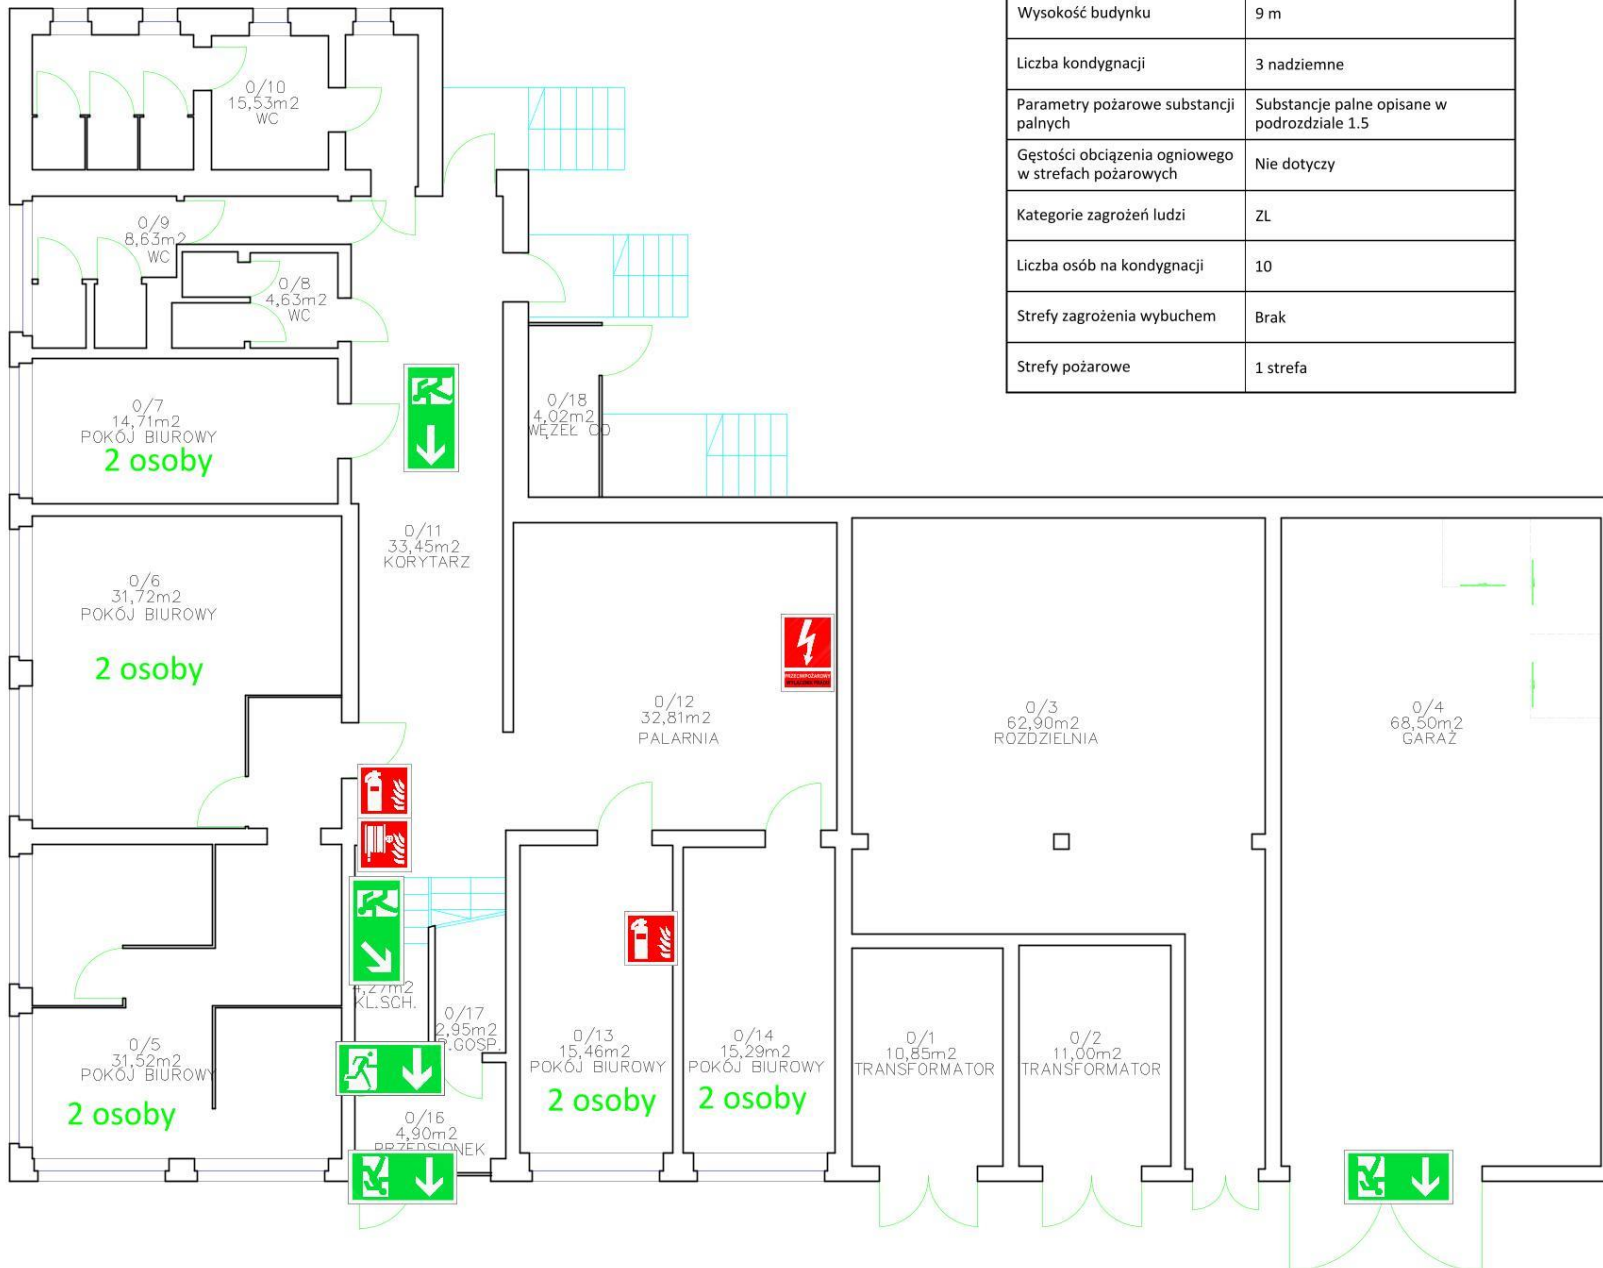 Wysokość budynku
9 m
Liczba kondygnacji
3 nadziemne
Parametry pożarowe substancji
palnych
Substancje palne opisane w
podrozdziale 1.5
Gęstości obciążenia ogniowego
w strefach pożarowych
Nie dotyczy
Kategorie zagrożeń ludzi
ZL
Liczba osób na kondygnacji
10
Strefy zagrożenia wybuchem
Brak
Strefy pożarowe
1 strefa
0/10
15,53m2
WC
0/9
8,63m2
WC
0/8
4,63m2
WC
0/7
14,71m2
POKÓJ BIUROWY
2 osoby
0/18
4,02m2
WĘZEŁ CO
0/11
33,45m2
KORYTARZ
0/6
31,72m2
POKÓJ BIUROWY
2 osoby
PRZECIWPOŻAROWY
WYŁĄCZNIK PRĄDU
0/12
32,81m2
PALARNIA
0/3
62,90m2
ROZDZIELNIA
0/4
68,50m2
GARAŻ
4,27m2
KL.SCH.
0/17
2,95m2
P.GOSP.
0/5
31,52m2
POKÓJ BIUROWY
2 osoby
0/13
15,46m2
POKÓJ BIUROWY
2 osoby
0/14
15,29m2
POKÓJ BIUROWY
2 osoby
0/1
10,85m2
TRANSFORMATOR
0/2
11,00m2
TRANSFORMATOR
0/16
4,90m2
PRZEDSIONEK